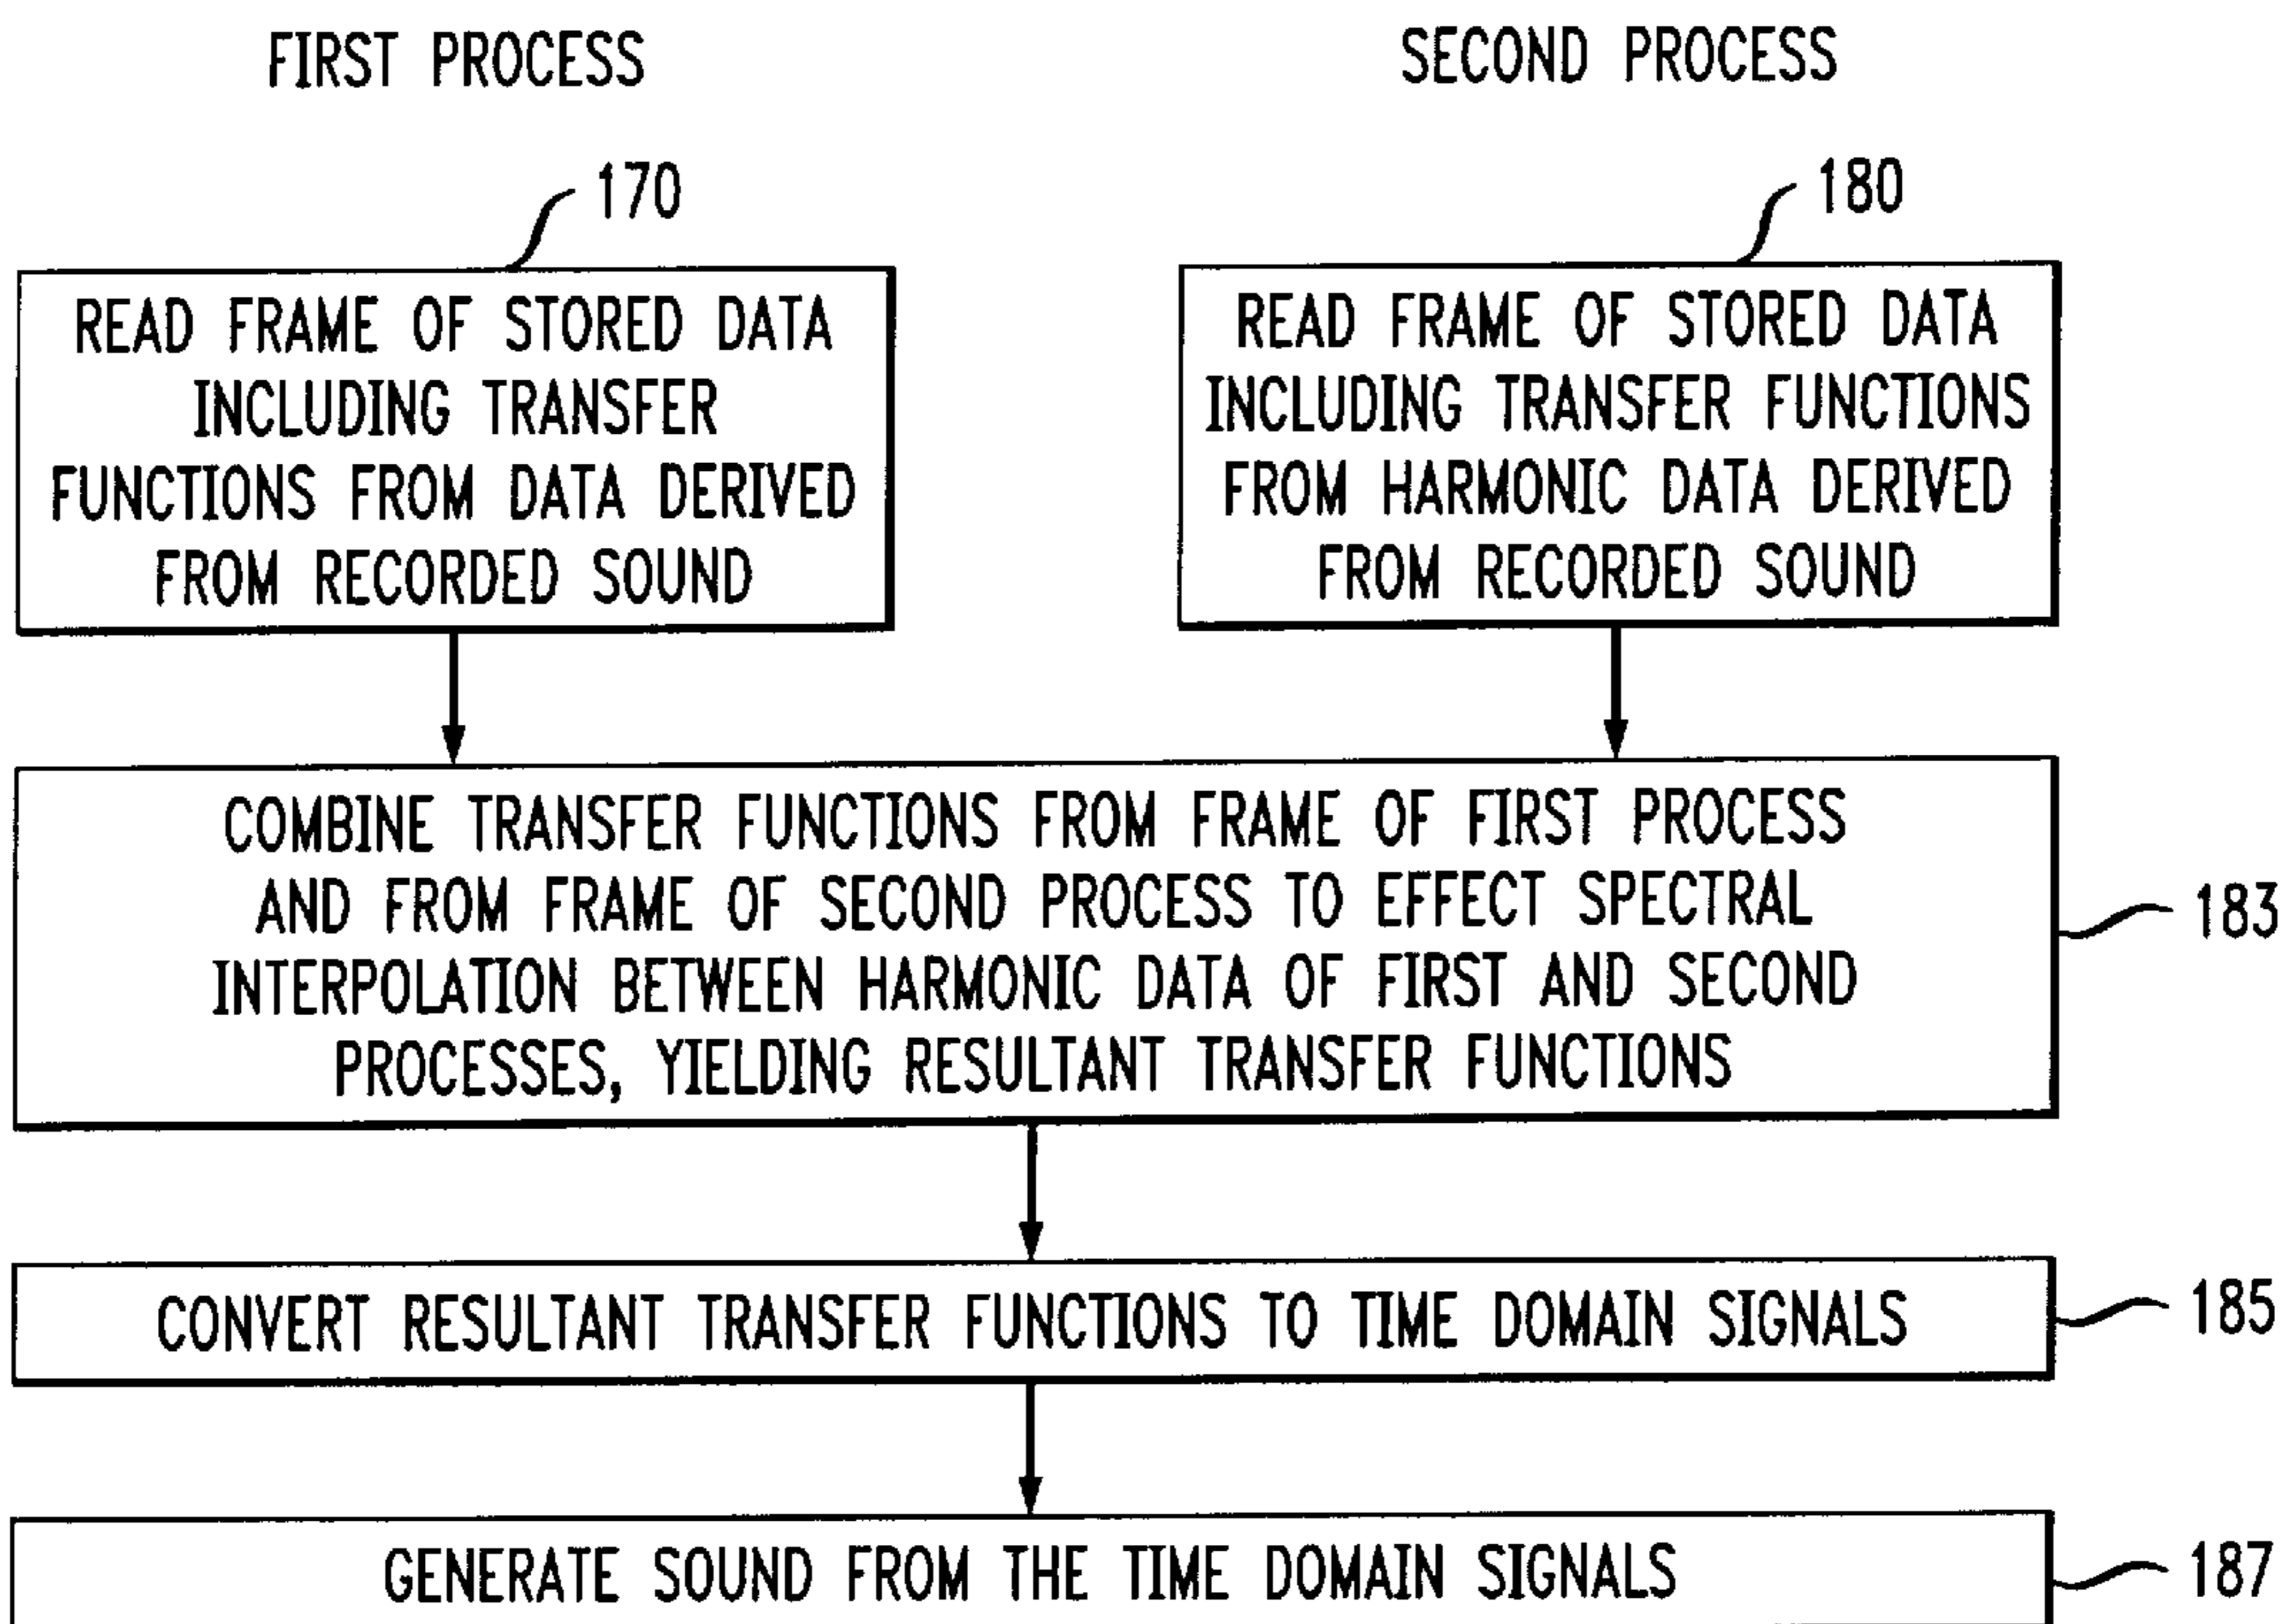 FIRST PROCESS
SECOND PROCESS
170
180
READ FRAME OF STORED DATA
INCLUDING TRANSFER
FUNCTIONS FROM DATA DERIVED
FROM RECORDED SOUND
READ FRAME OF STORED DATA
INCLUDING TRANSFER FUNCTIONS
FROM HARMONIC DATA DERIVED
FROM RECORDED SOUND
COMBINE TRANSFER FUNCTIONS FROM FRAME OF FIRST PROCESS
AND FROM FRAME OF SECOND PROCESS TO EFFECT SPECTRAL
INTERPOLATION BETWEEN HARMONIC DATA OF FIRST AND SECOND
PROCESSES, YIELDING RESULTANT TRANSFER FUNCTIONS
183
CONVERT RESULTANT TRANSFER FUNCTIONS TO TIME DOMAIN SIGNALS
185
GENERATE SOUND FROM THE TIME DOMAIN SIGNALS
187